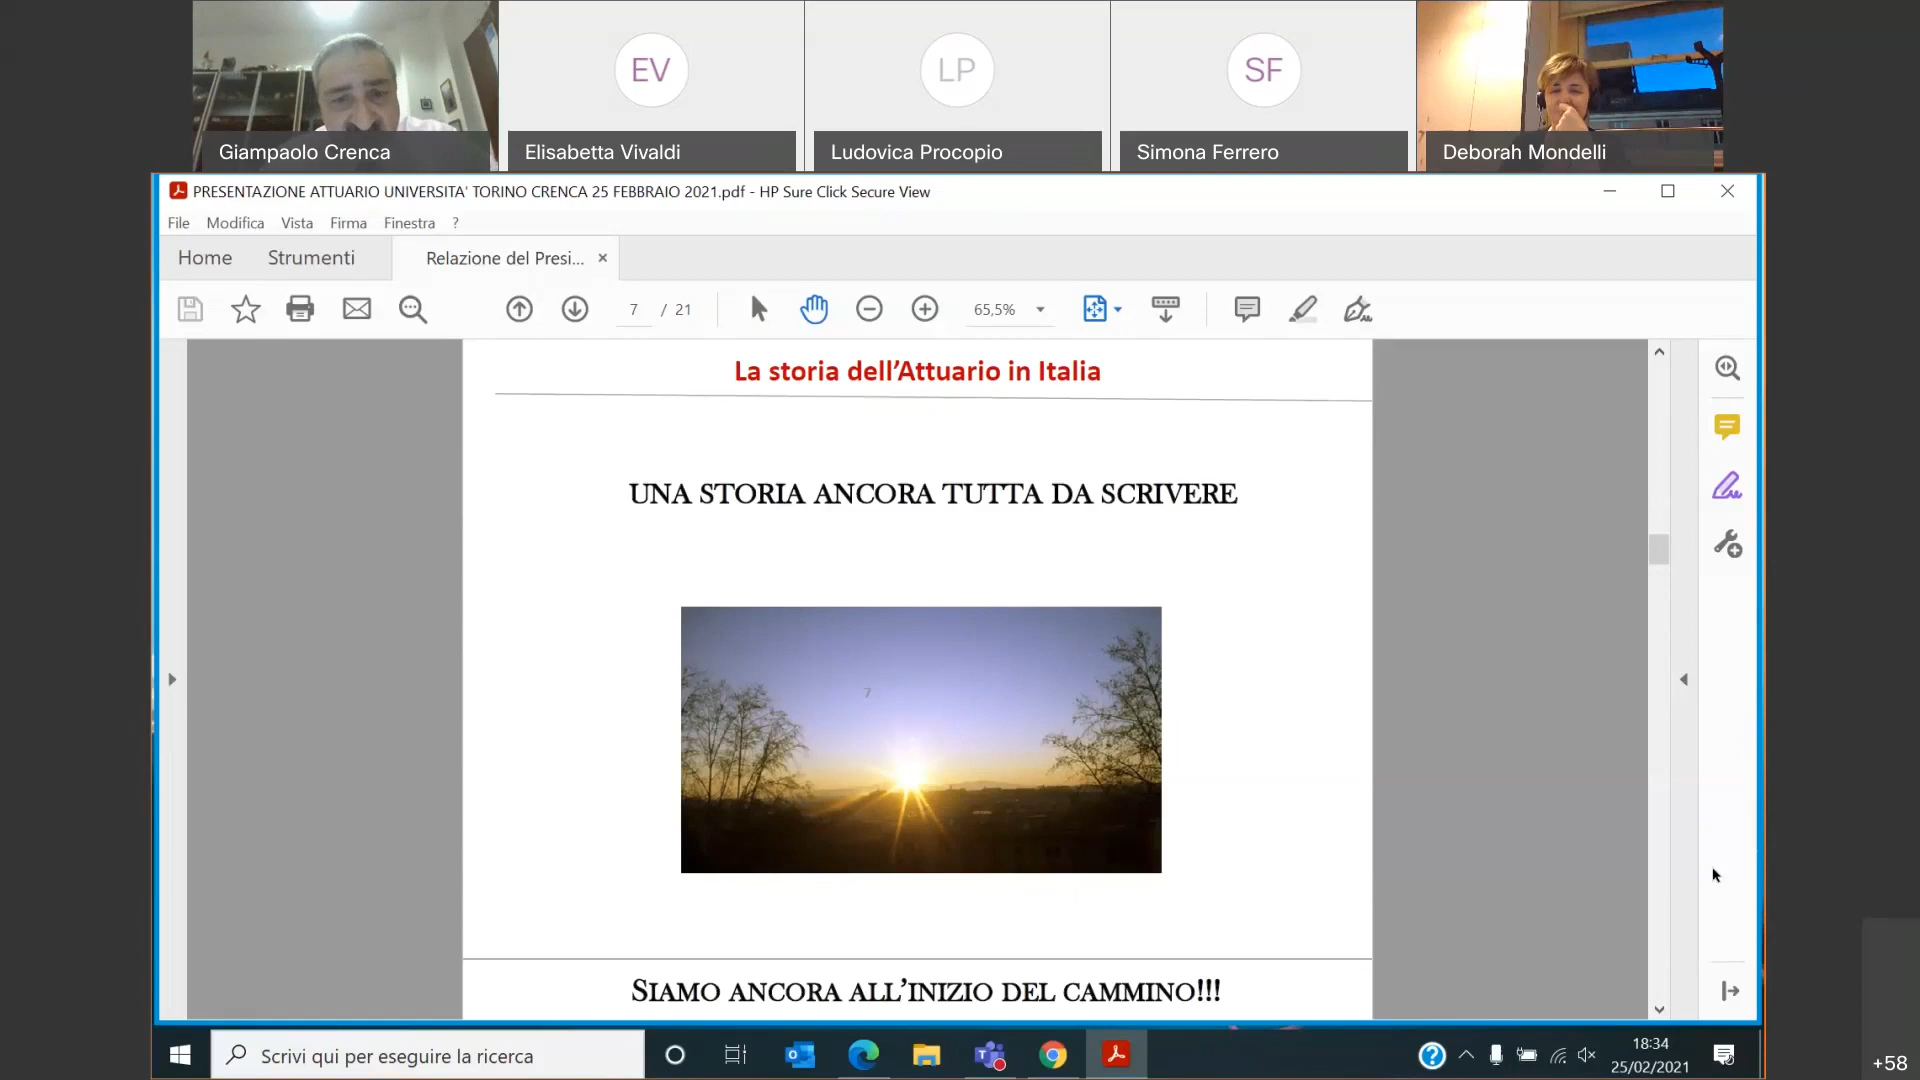 EV
LP
SF
Giampaolo Crenca
Elisabetta Vivaldi
Ludovica Procopio
Simona Ferrero
Deborah Mondelli
PRESENTAZIONE ATTUARIO UNIVERSITA' TORINO CRENCA 25 FEBBRAIO 2021.pdf - HP Sure Click Secure View
File Modifica Vista Firma Finestra ?
Home Strumenti Relazione del Presi... ×
7 / 21 65,5%
La storia dell’Attuario in Italia
UNA STORIA ANCORA TUTTA DA SCRIVERE
7
SIAMO ANCORA ALL’INIZIO DEL CAMMINO!!!
Scrivi qui per eseguire la ricerca
18:34
25/02/2021
+58